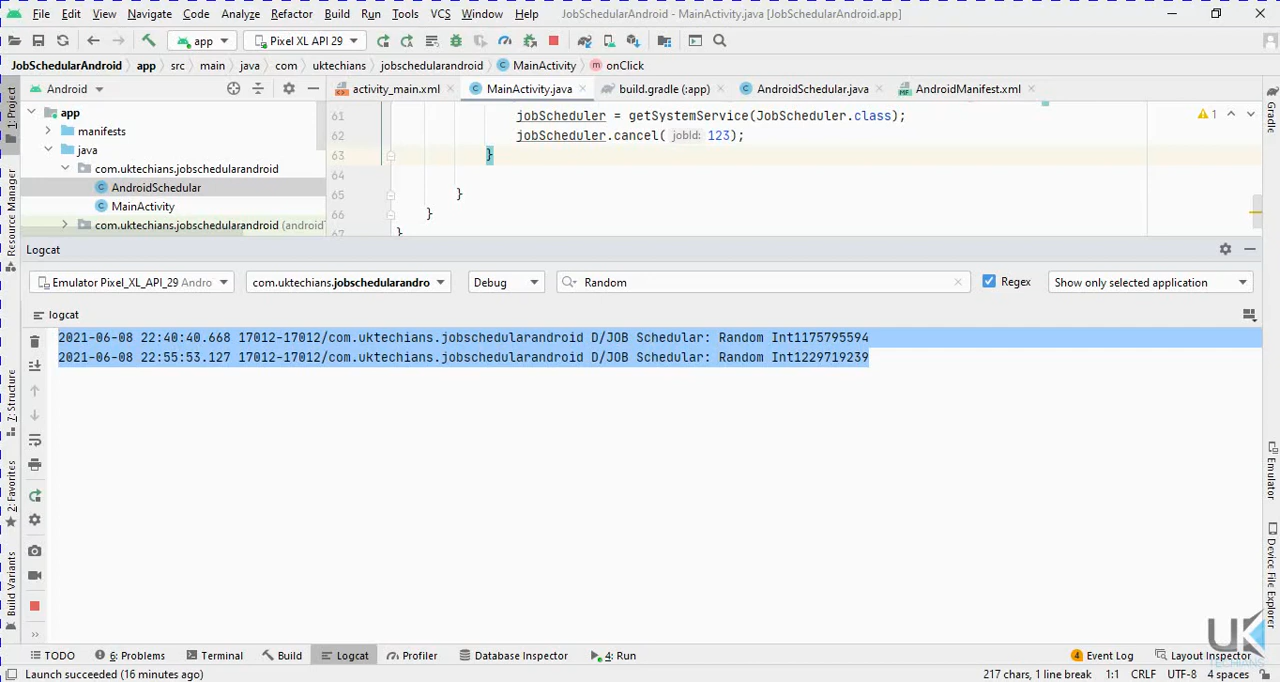 File Edit View Navigate Code Analyze Refactor Build Run Tools VCS Window Help JobSchedularAndroid - MainActivity.java [JobSchedularAndroid.app]
app Pixel XL API 29
JobSchedularAndroid app src main java com uktechians jobschedularandroid MainActivity onClick
1: Project
Resource Manager
7: Structure
2: Favorites
Build Variants
Android
app
manifests
java
com.uktechians.jobschedularandroid
AndroidSchedular
MainActivity
com.uktechians.jobschedularandroid (android
activity_main.xml MainActivity.java build.gradle (:app) AndroidSchedular.java AndroidManifest.xml
61 jobScheduler = getSystemService(JobScheduler.class);
62 jobScheduler.cancel( jobId: 123);
63 }
64
65 }
66 }
67 }
1
Logcat
Emulator Pixel_XL_API_29 Andro com.uktechians.jobschedularandro Debug Random Regex Show only selected application
logcat
2021-06-08 22:40:40.668 17012-17012/com.uktechians.jobschedularandroid D/JOB Schedular: Random Int1175795594
2021-06-08 22:55:53.127 17012-17012/com.uktechians.jobschedularandroid D/JOB Schedular: Random Int1229719239
Gradle
Emulator
Device File Explorer
UK
TECHIANS
TODO 6: Problems Terminal Build Logcat Profiler Database Inspector 4: Run 4 Event Log Layout Inspector
Launch succeeded (16 minutes ago) 217 chars, 1 line break 1:1 CRLF UTF-8 4 spaces